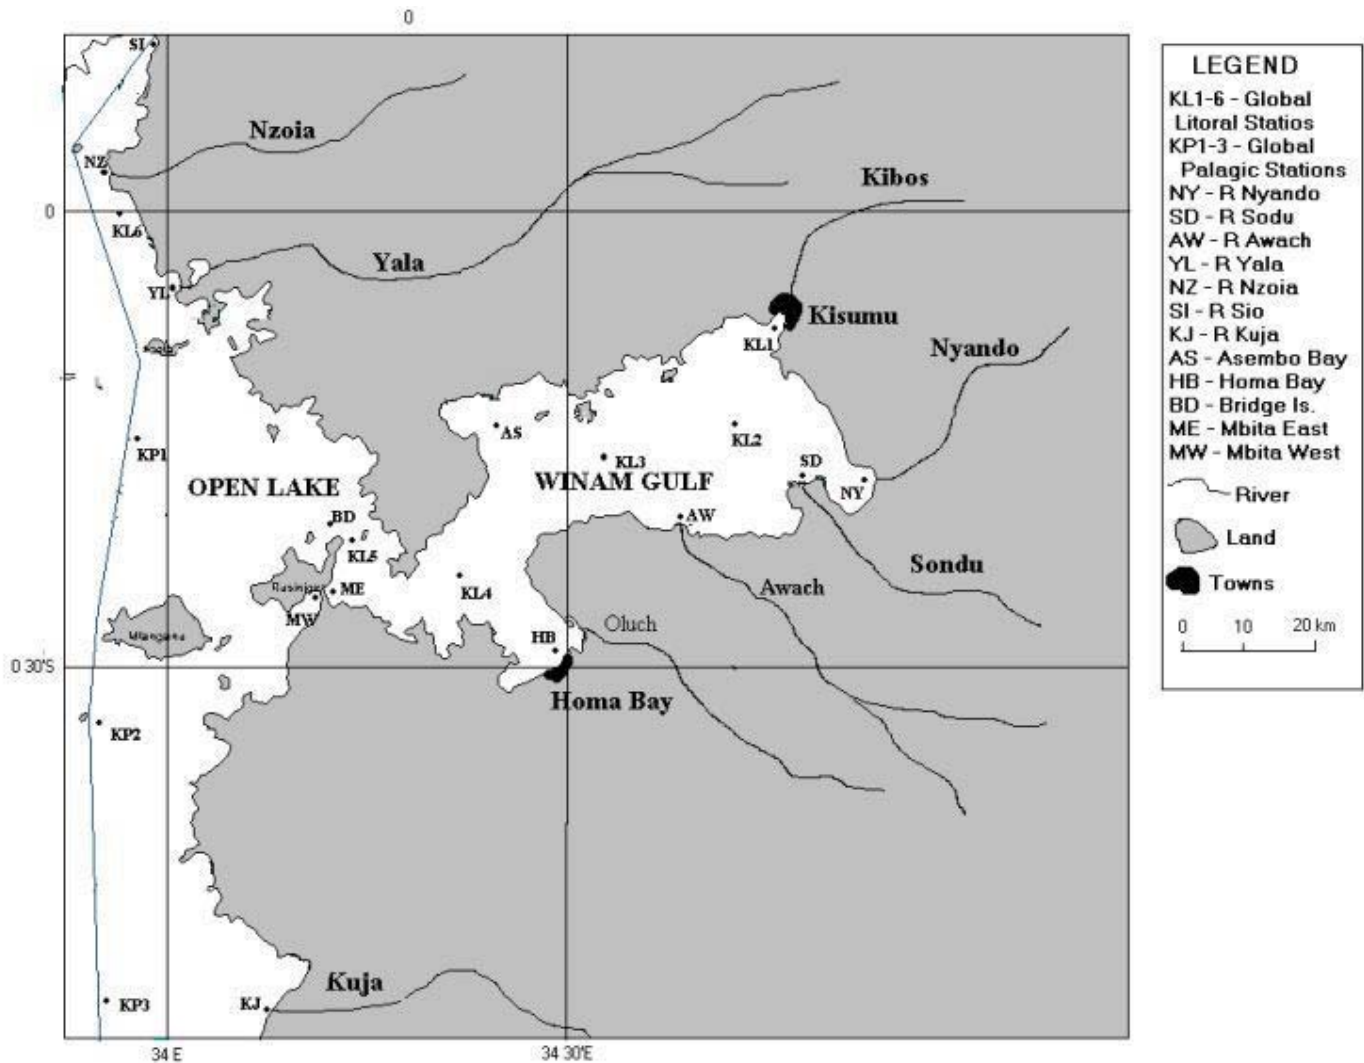 0
SI
Nzoia
NZ
Kibos
0
KL6
Yala
YL
Kisumu
KL1
Nyando
AS
KL2
KP1
KL3
SD
OPEN LAKE
WINAM GULF
NY
BD
AW
KL5
Sondu
ME
KL4
Awach
MW
HB
Oluch
0 30'S
Homa Bay
KP2
Kuja
KP3
KJ
34 E
34 30'E
LEGEND
KL1-6 - Global
Litoral Statios
KP1-3 - Global
Palagic Stations
NY - R Nyando
SD - R Sodu
AW - R Awach
YL - R Yala
NZ - R Nzoia
SI - R Sio
KJ - R Kuja
AS - Asembo Bay
HB - Homa Bay
BD - Bridge Is.
ME - Mbita East
MW - Mbita West
River
Land
Towns
0 10 20 km